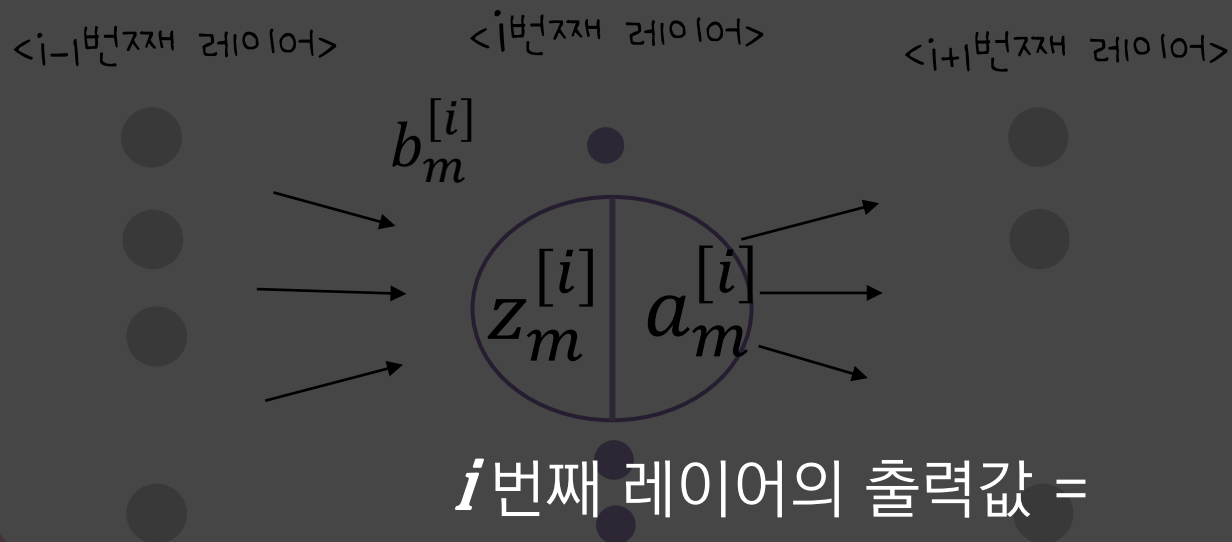 <i-1번째 레이어>
<i번째 레이어>
<i+1번째 레이어>
b_m^[i]
z_m^[i]
a_m^[i]
i 번째 레이어의 출력값 =